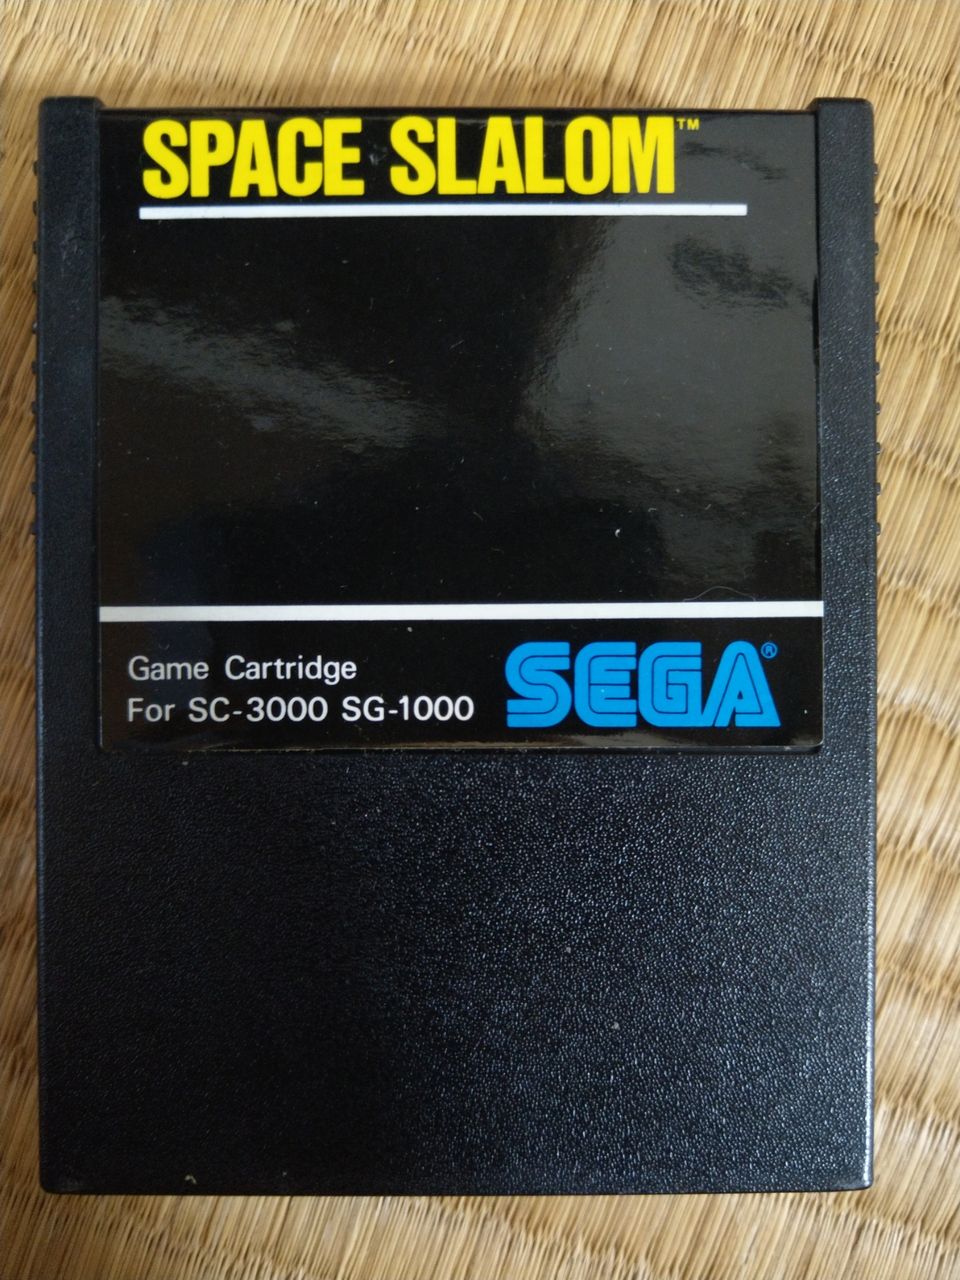 SPACE SLALOM™
Game Cartridge
For SC-3000 SG-1000
SEGA®